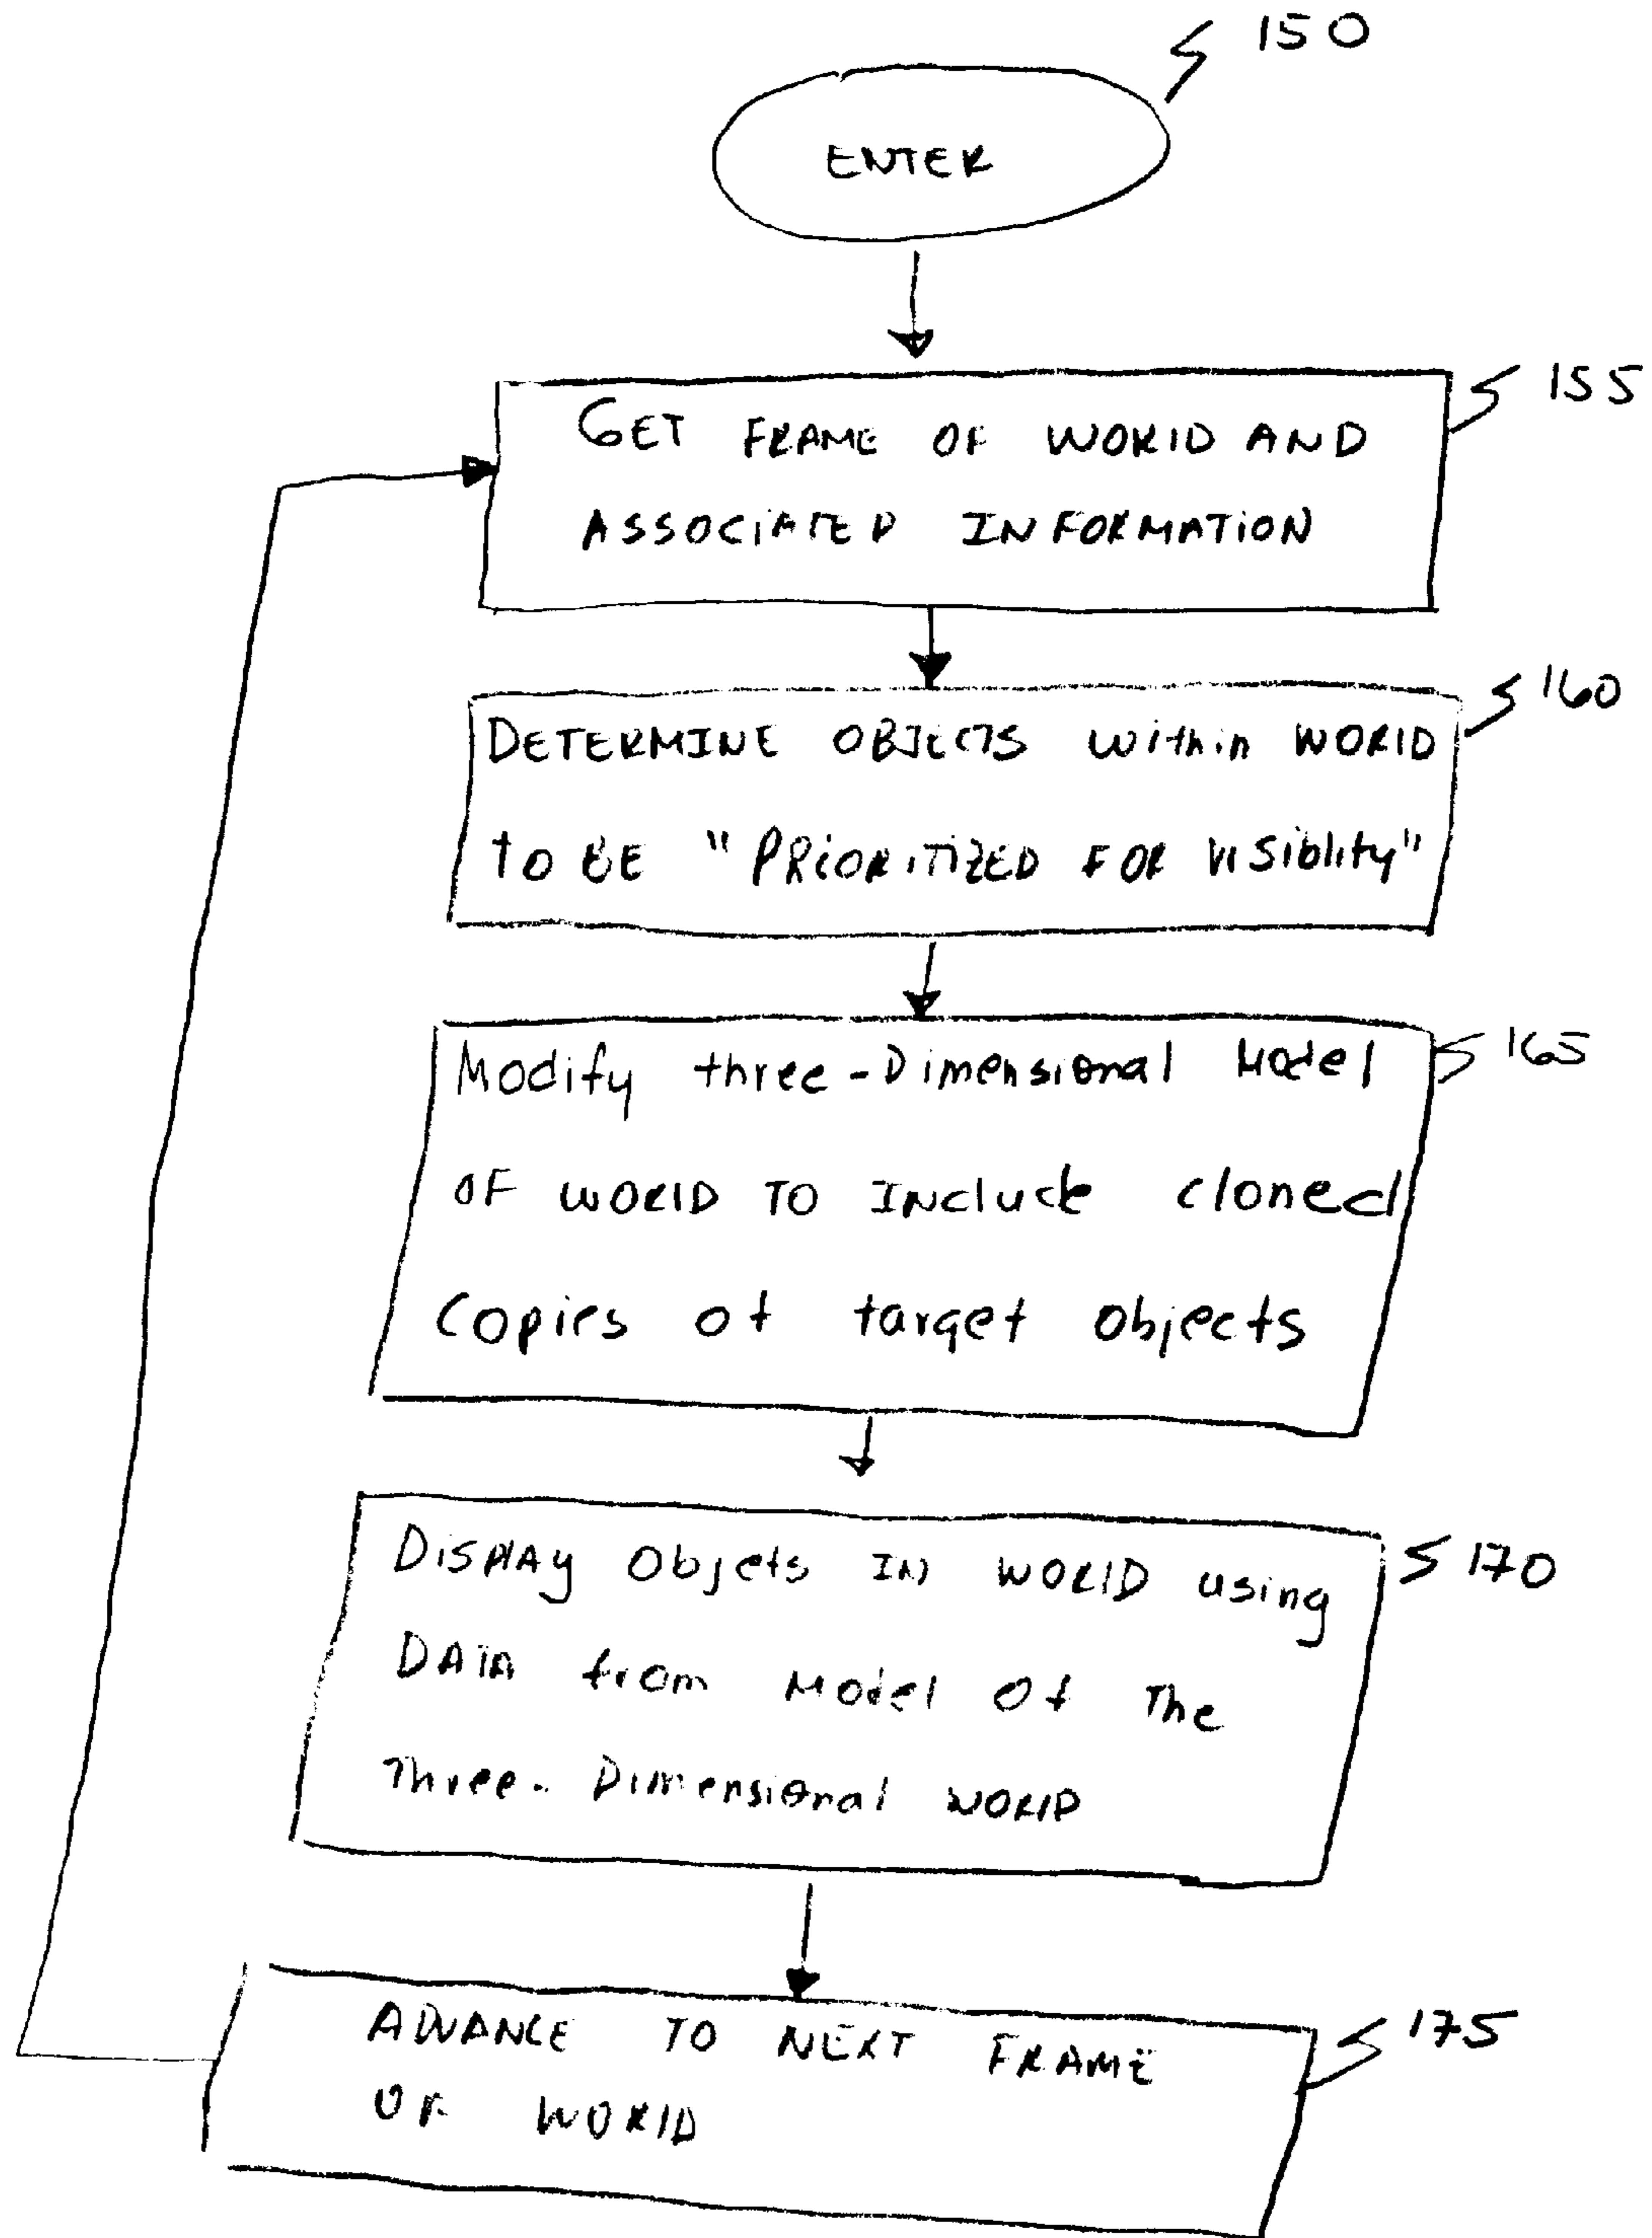 150
ENTER
155
GET FRAME OF WORlD AND
ASSOCiATED INFORMATiON
160
DETERMINE OBJECTS Within WORlD
to BE "PRiORiTiZED FOR ViSiblity"
165
Modify three-Dimensional Model
OF WORlD TO INclude cloned
Copies of target Objects
170
DisplAy Objets IN WORlD using
DATA from Model Of The
Three-Dimensional WORlD
175
ADVANCE TO NEXT FRAME
OF WORlD